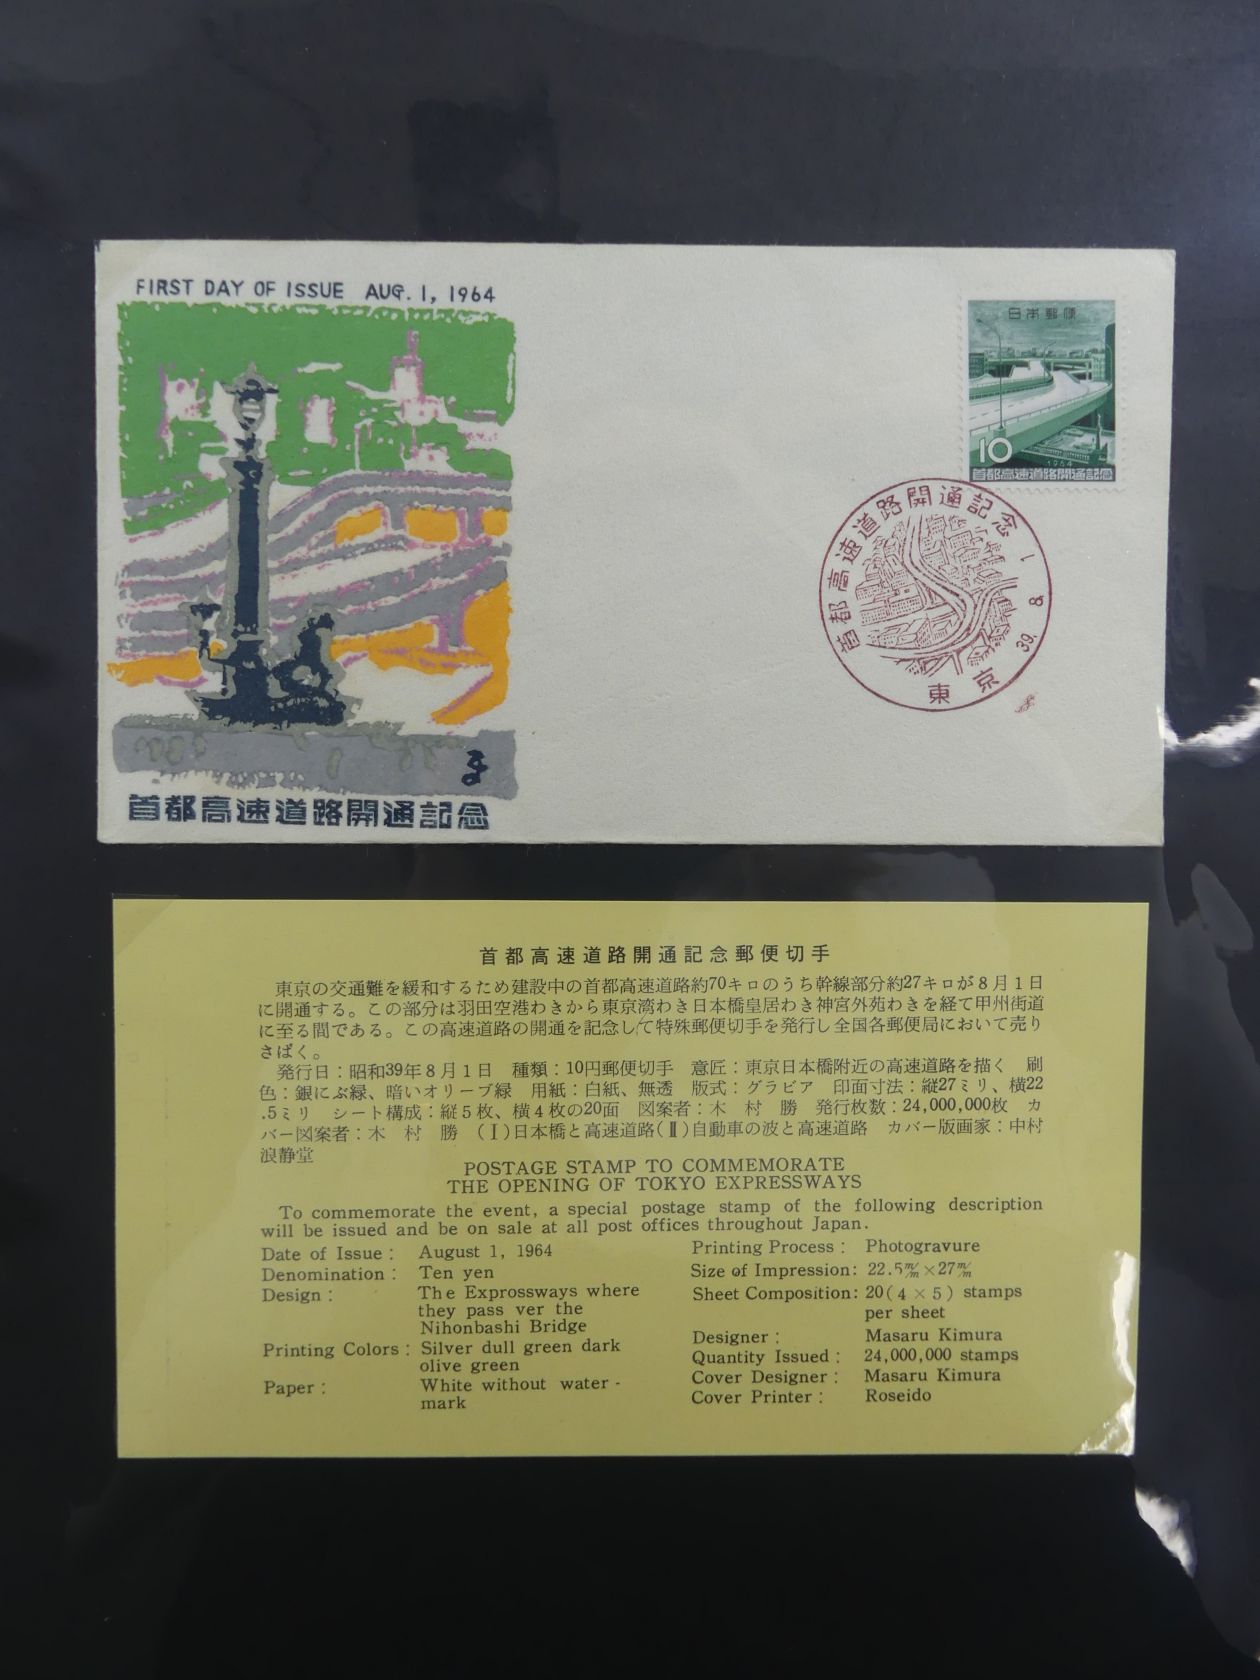 FIRST DAY OF ISSUE AUG. 1, 1964
日本郵便
10
1964
首都高速道路開通記念
首都高速道路開通記念
39. 8. 1
東京
首都高速道路開通記念
首都高速道路開通記念郵便切手
東京の交通難を緩和するため建設中の首都高速道路約70キロのうち幹線部分約27キロが8月1日
に開通する。この部分は羽田空港わきから東京湾わき日本橋皇居わき神宮外苑わきを経て甲州街道
に至る間である。この高速道路の開通を記念して特殊郵便切手を発行し全国各郵便局において売り
さばく。
発行日：昭和39年8月1日　種類：10円郵便切手　意匠：東京日本橋附近の高速道路を描く　刷
色：銀にぶ緑、暗いオリーブ緑　用紙：白紙、無透　版式：グラビア　印面寸法：縦27ミリ、横22
.5ミリ　シート構成：縦5枚、横4枚の20面　図案者：木　村　勝　発行枚数：24,000,000枚　カ
バー図案者：木　村　勝　(Ⅰ)日本橋と高速道路(Ⅱ)自動車の波と高速道路　カバー版画家：中村
浪静堂
POSTAGE STAMP TO COMMEMORATE
THE OPENING OF TOKYO EXPRESSWAYS
To commemorate the event, a special postage stamp of the following description
will be issued and be on sale at all post offices throughout Japan.
Date of Issue : August 1, 1964
Denomination : Ten yen
Design : The Exprossways where
they pass ver the
Nihonbashi Bridge
Printing Colors : Silver dull green dark
olive green
Paper : White without water-
mark
Printing Process : Photogravure
Size of Impression: 22.5m/m×27m/m
Sheet Composition: 20(4×5) stamps
per sheet
Designer : Masaru Kimura
Quantity Issued : 24,000,000 stamps
Cover Designer : Masaru Kimura
Cover Printer : Roseido